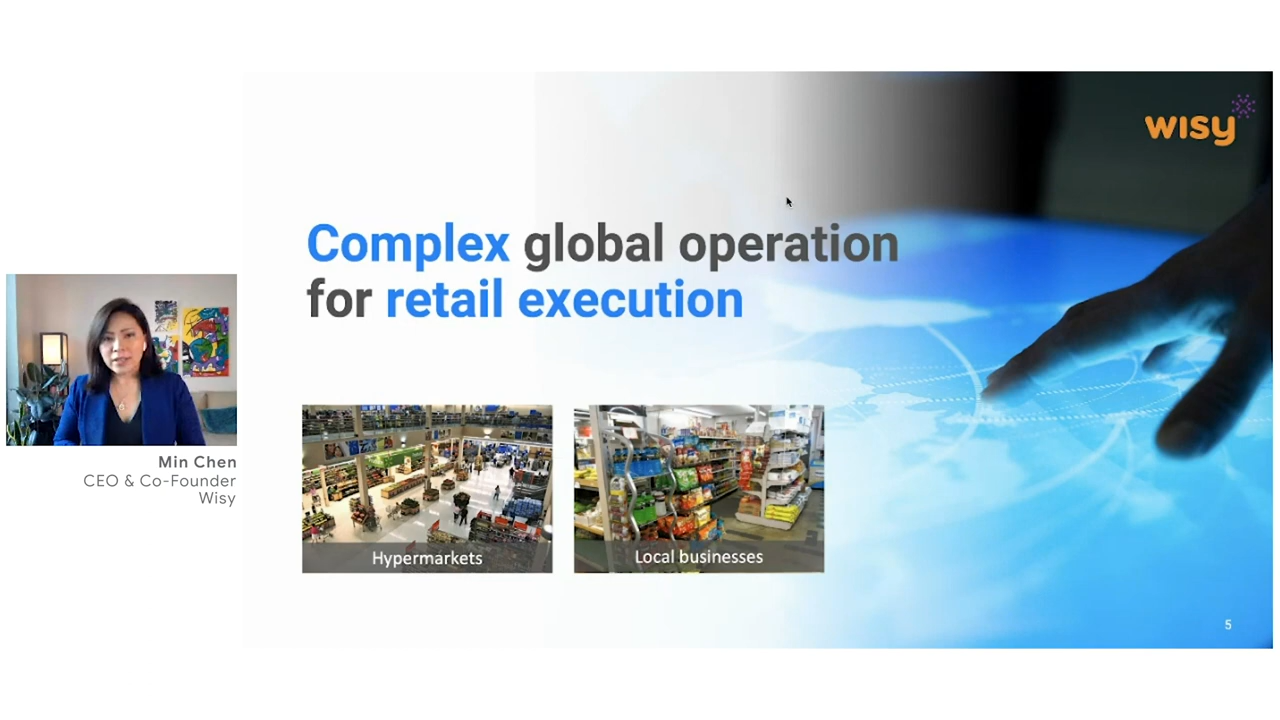 wisy
Complex global operation
for retail execution
Min Chen
CEO & Co-Founder
Wisy
Hypermarkets
Local businesses
5